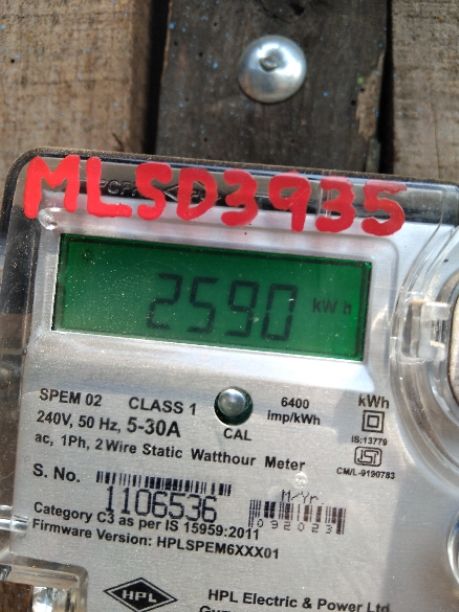 MLSD3935
2590 kWh
SPEM 02 CLASS 1 6400 kWh
240V, 50 Hz, 5-30A CAL imp/kWh
IS:13779
ac, 1Ph, 2 Wire Static Watthour Meter
CM/L-9190783
S. No. 1106536 M/Yr 092023
Category C3 as per IS 15959:2011
Firmware Version: HPLSPEM6XXX01
HPL HPL Electric & Power Ltd